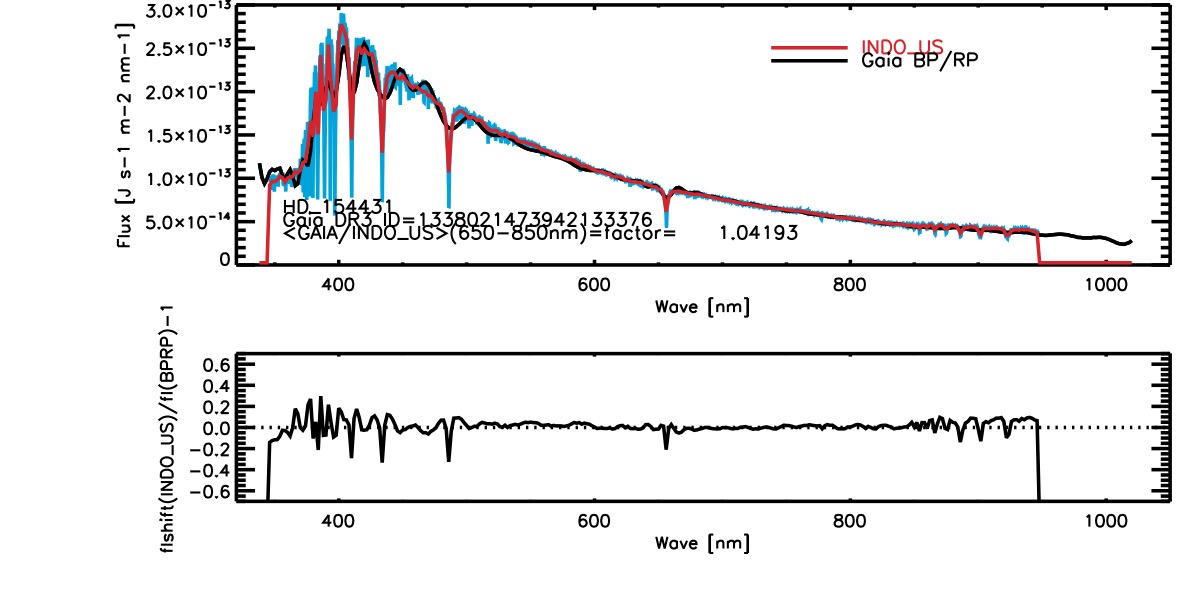 3.0×10−13
2.5×10−13
2.0×10−13
1.5×10−13
1.0×10−13
5.0×10−14
0
Flux [J s−1 m−2 nm−1]
INDO_US
Gaia BP/RP
HD_154431
Gaia DR3 ID=1338021473942133376
<GAIA/INDO_US>(650−850nm)=factor= 1.04193
400 600 800 1000
Wave [nm]
0.6
0.4
0.2
0.0
−0.2
−0.4
−0.6
flshift(INDO_US)/fl(BPRP)−1
400 600 800 1000
Wave [nm]